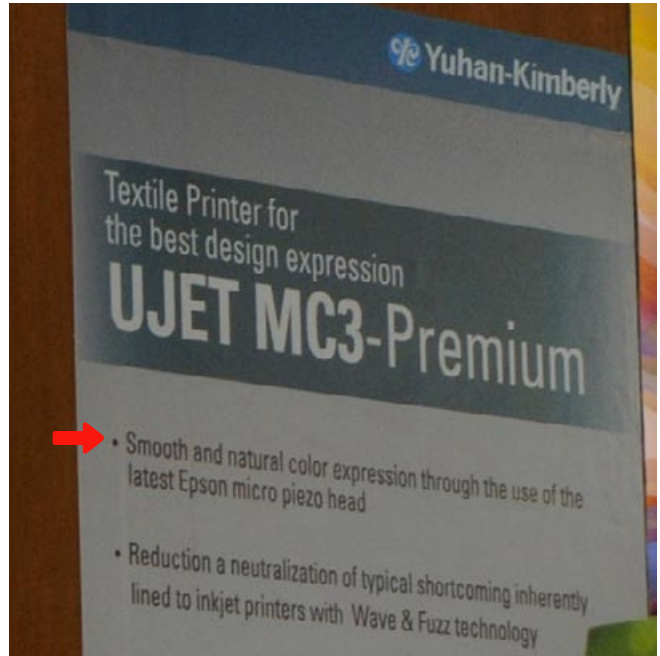 Yuhan-Kimberly
Textile Printer for
the best design expression
UJET MC3-Premium
• Smooth and natural color expression through the use of the
latest Epson micro piezo head
• Reduction a neutralization of typical shortcoming inherently
lined to inkjet printers with Wave & Fuzz technology